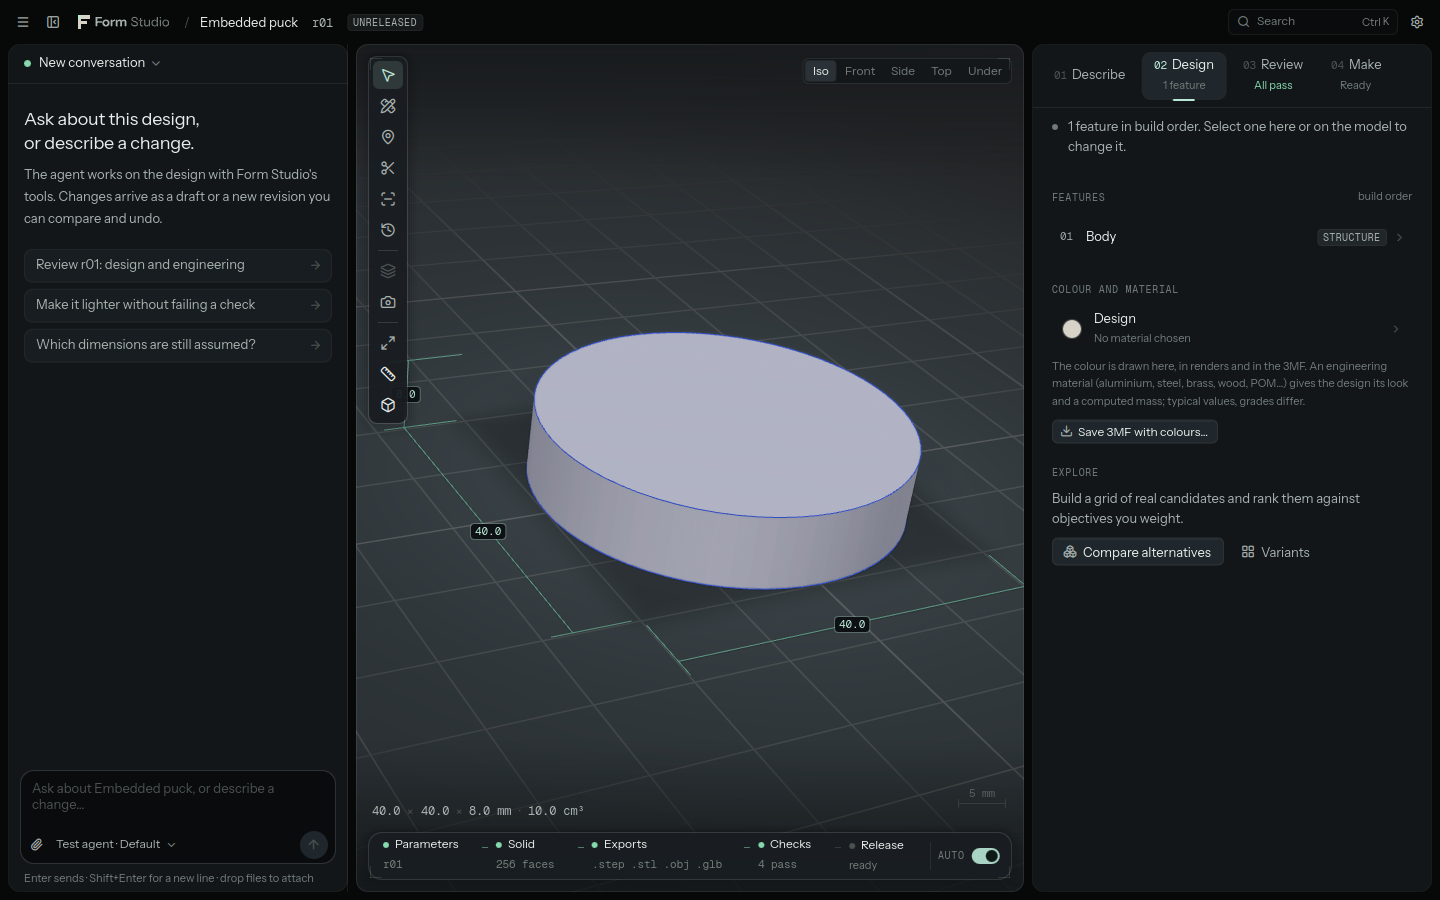 Form Studio / Embedded puck r01 UNRELEASED
Search Ctrl K
New conversation
Ask about this design,
or describe a change.
The agent works on the design with Form Studio's
tools. Changes arrive as a draft or a new revision you
can compare and undo.
Review r01: design and engineering
Make it lighter without failing a check
Which dimensions are still assumed?
Ask about Embedded puck, or describe a
change...
Test agent · Default
Enter sends · Shift+Enter for a new line · drop files to attach
Iso Front Side Top Under
40.0
40.0
5 mm
40.0 × 40.0 × 8.0 mm · 10.0 cm³
Parameters
r01
Solid
256 faces
Exports
.step .stl .obj .glb
Checks
4 pass
Release
ready
AUTO
01 Describe
02 Design
1 feature
03 Review
All pass
04 Make
Ready
1 feature in build order. Select one here or on the model to
change it.
FEATURES build order
01 Body STRUCTURE
COLOUR AND MATERIAL
Design
No material chosen
The colour is drawn here, in renders and in the 3MF. An engineering
material (aluminium, steel, brass, wood, POM...) gives the design its look
and a computed mass; typical values, grades differ.
Save 3MF with colours...
EXPLORE
Build a grid of real candidates and rank them against
objectives you weight.
Compare alternatives Variants